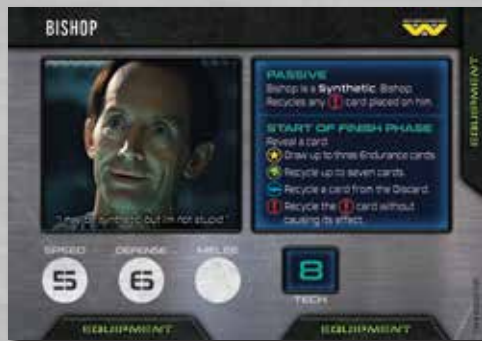 BISHOP
PASSIVE
Bishop is a Synthetic. Bishop
Recycles any card placed on him.
START OF FINISH PHASE
Reveal a card:
Draw up to three Endurance cards.
Recycle up to seven cards.
Recycle a card from the Discard.
Recycle the card without
causing its effect.
"I may be synthetic, but I'm not stupid."
SPEED
DEFENSE
MELEE
5
6
8
TECH
EQUIPMENT
EQUIPMENT
EQUIPMENT